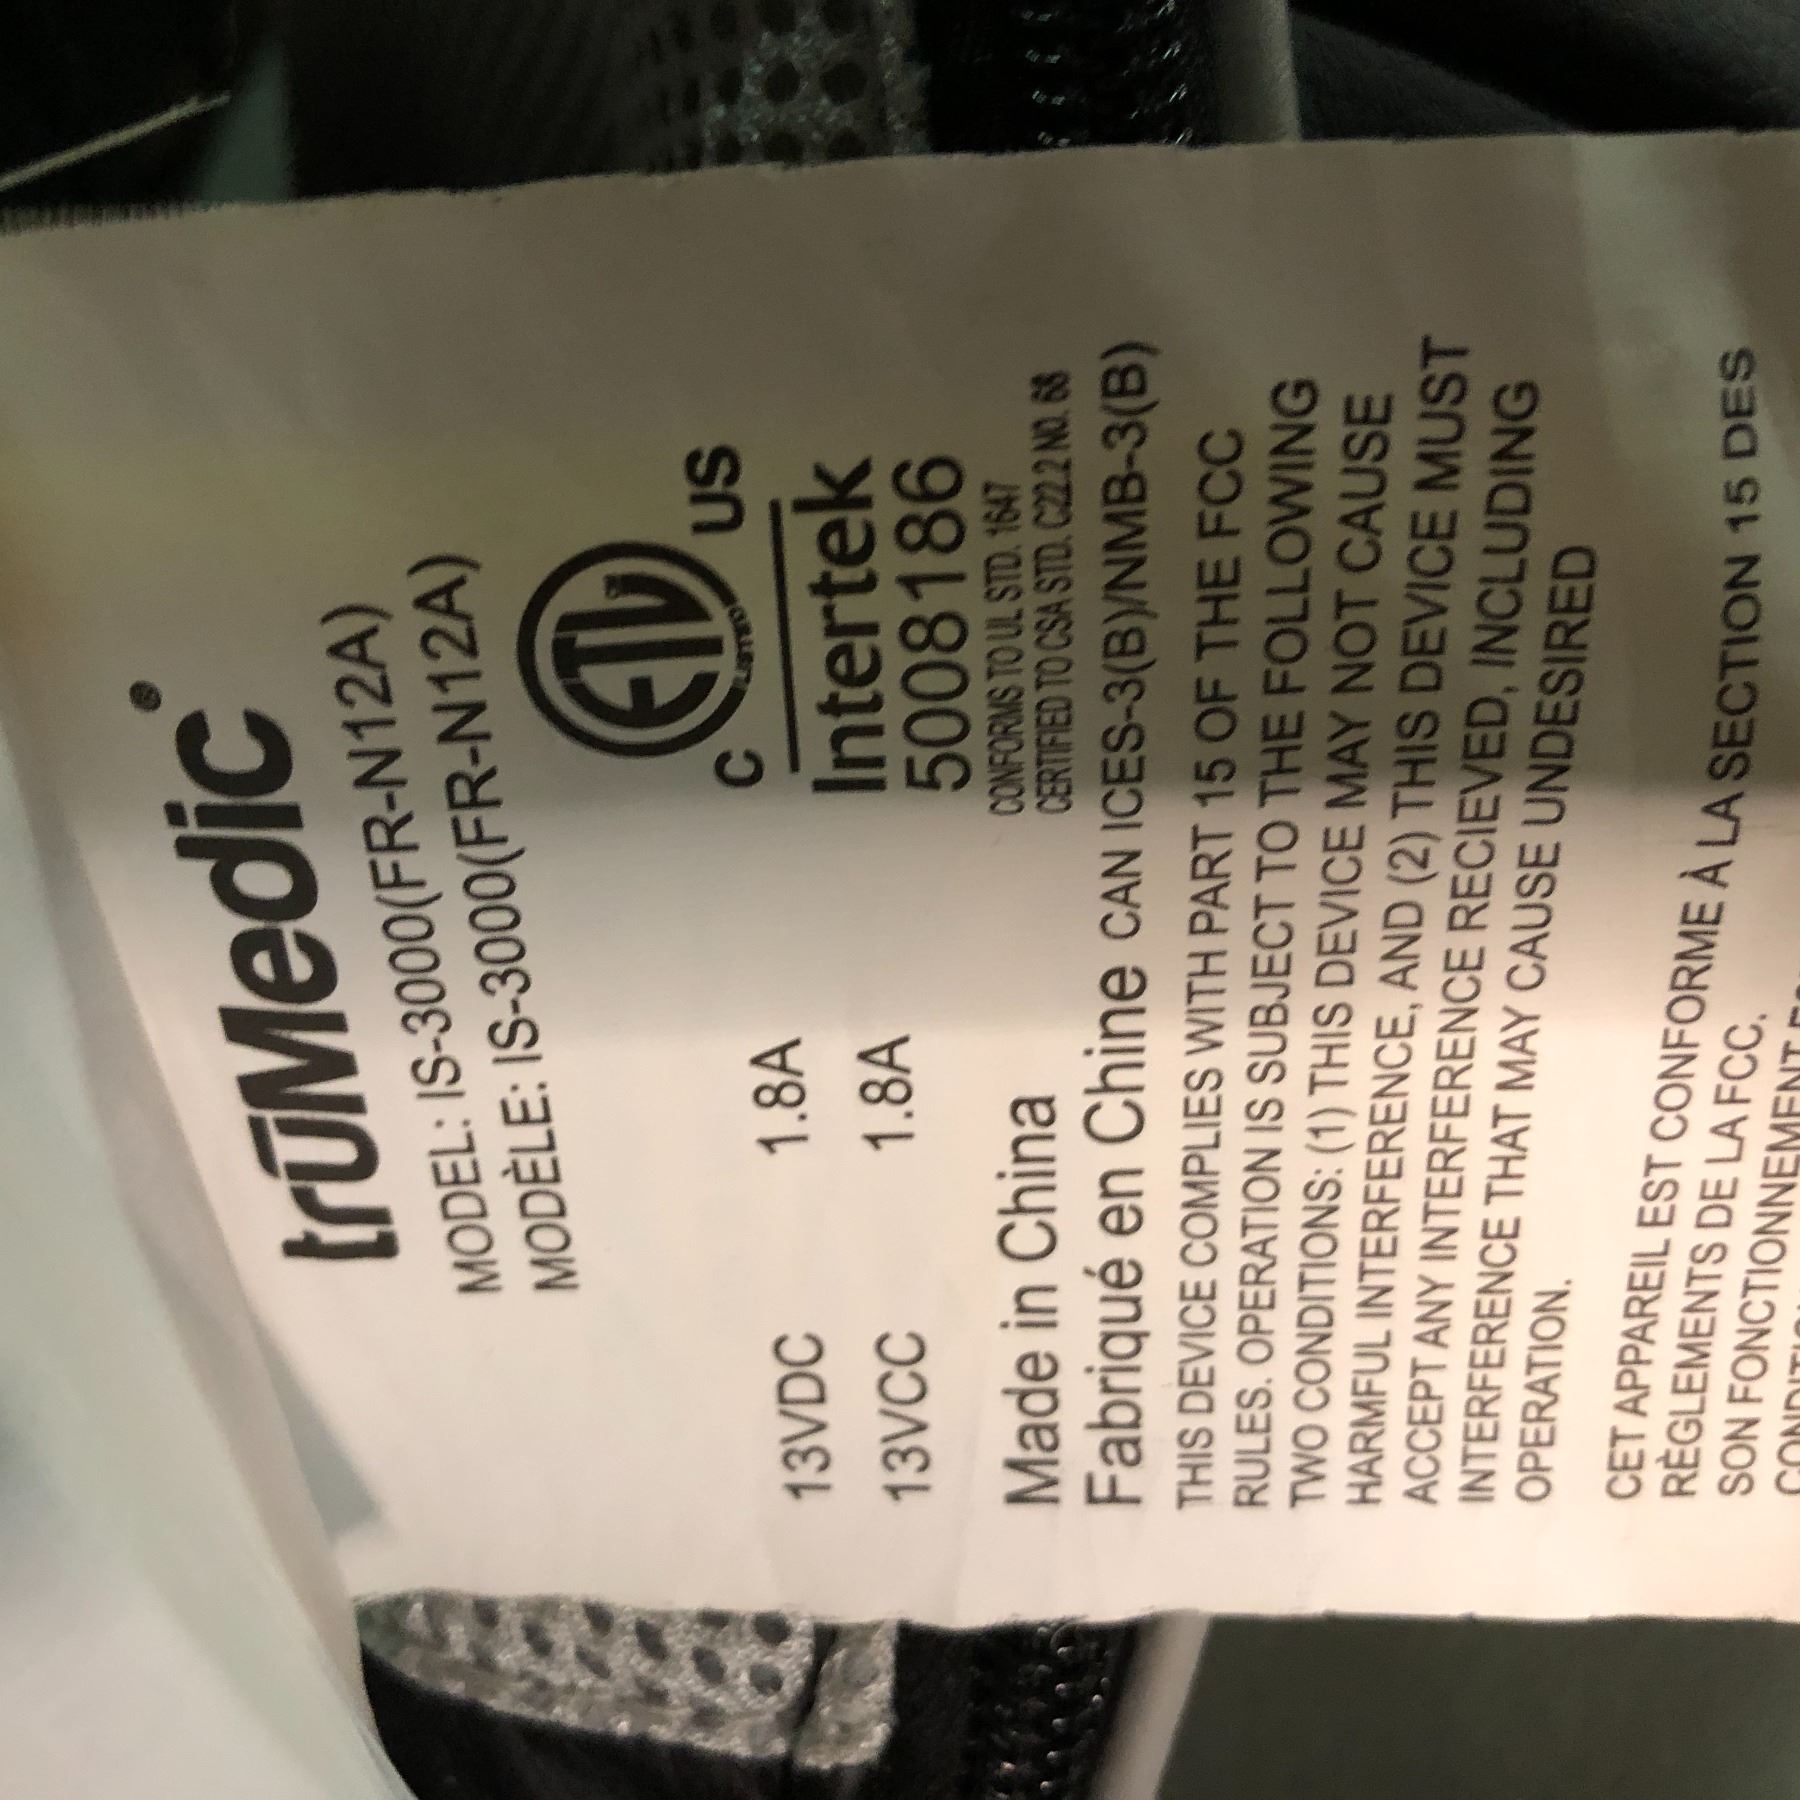 trūMedic®
MODEL: IS-3000(FR-N12A)
MODÈLE: IS-3000(FR-N12A)
ETL
LISTED
C US
Intertek
5008186
CONFORMS TO UL STD. 1647
CERTIFIED TO CSA STD. C22.2 NO. 68
13VDC 1.8A
13VCC 1.8A
Made in China
Fabriqué en Chine CAN ICES-3(B)/NMB-3(B)
THIS DEVICE COMPLIES WITH PART 15 OF THE FCC
RULES. OPERATION IS SUBJECT TO THE FOLLOWING
TWO CONDITIONS: (1) THIS DEVICE MAY NOT CAUSE
HARMFUL INTERFERENCE, AND (2) THIS DEVICE MUST
ACCEPT ANY INTERFERENCE RECIEVED, INCLUDING
INTERFERENCE THAT MAY CAUSE UNDESIRED
OPERATION.
CET APPAREIL EST CONFORME À LA SECTION 15 DES
RÈGLEMENTS DE LA FCC.
SON FONCTIONNEMENT